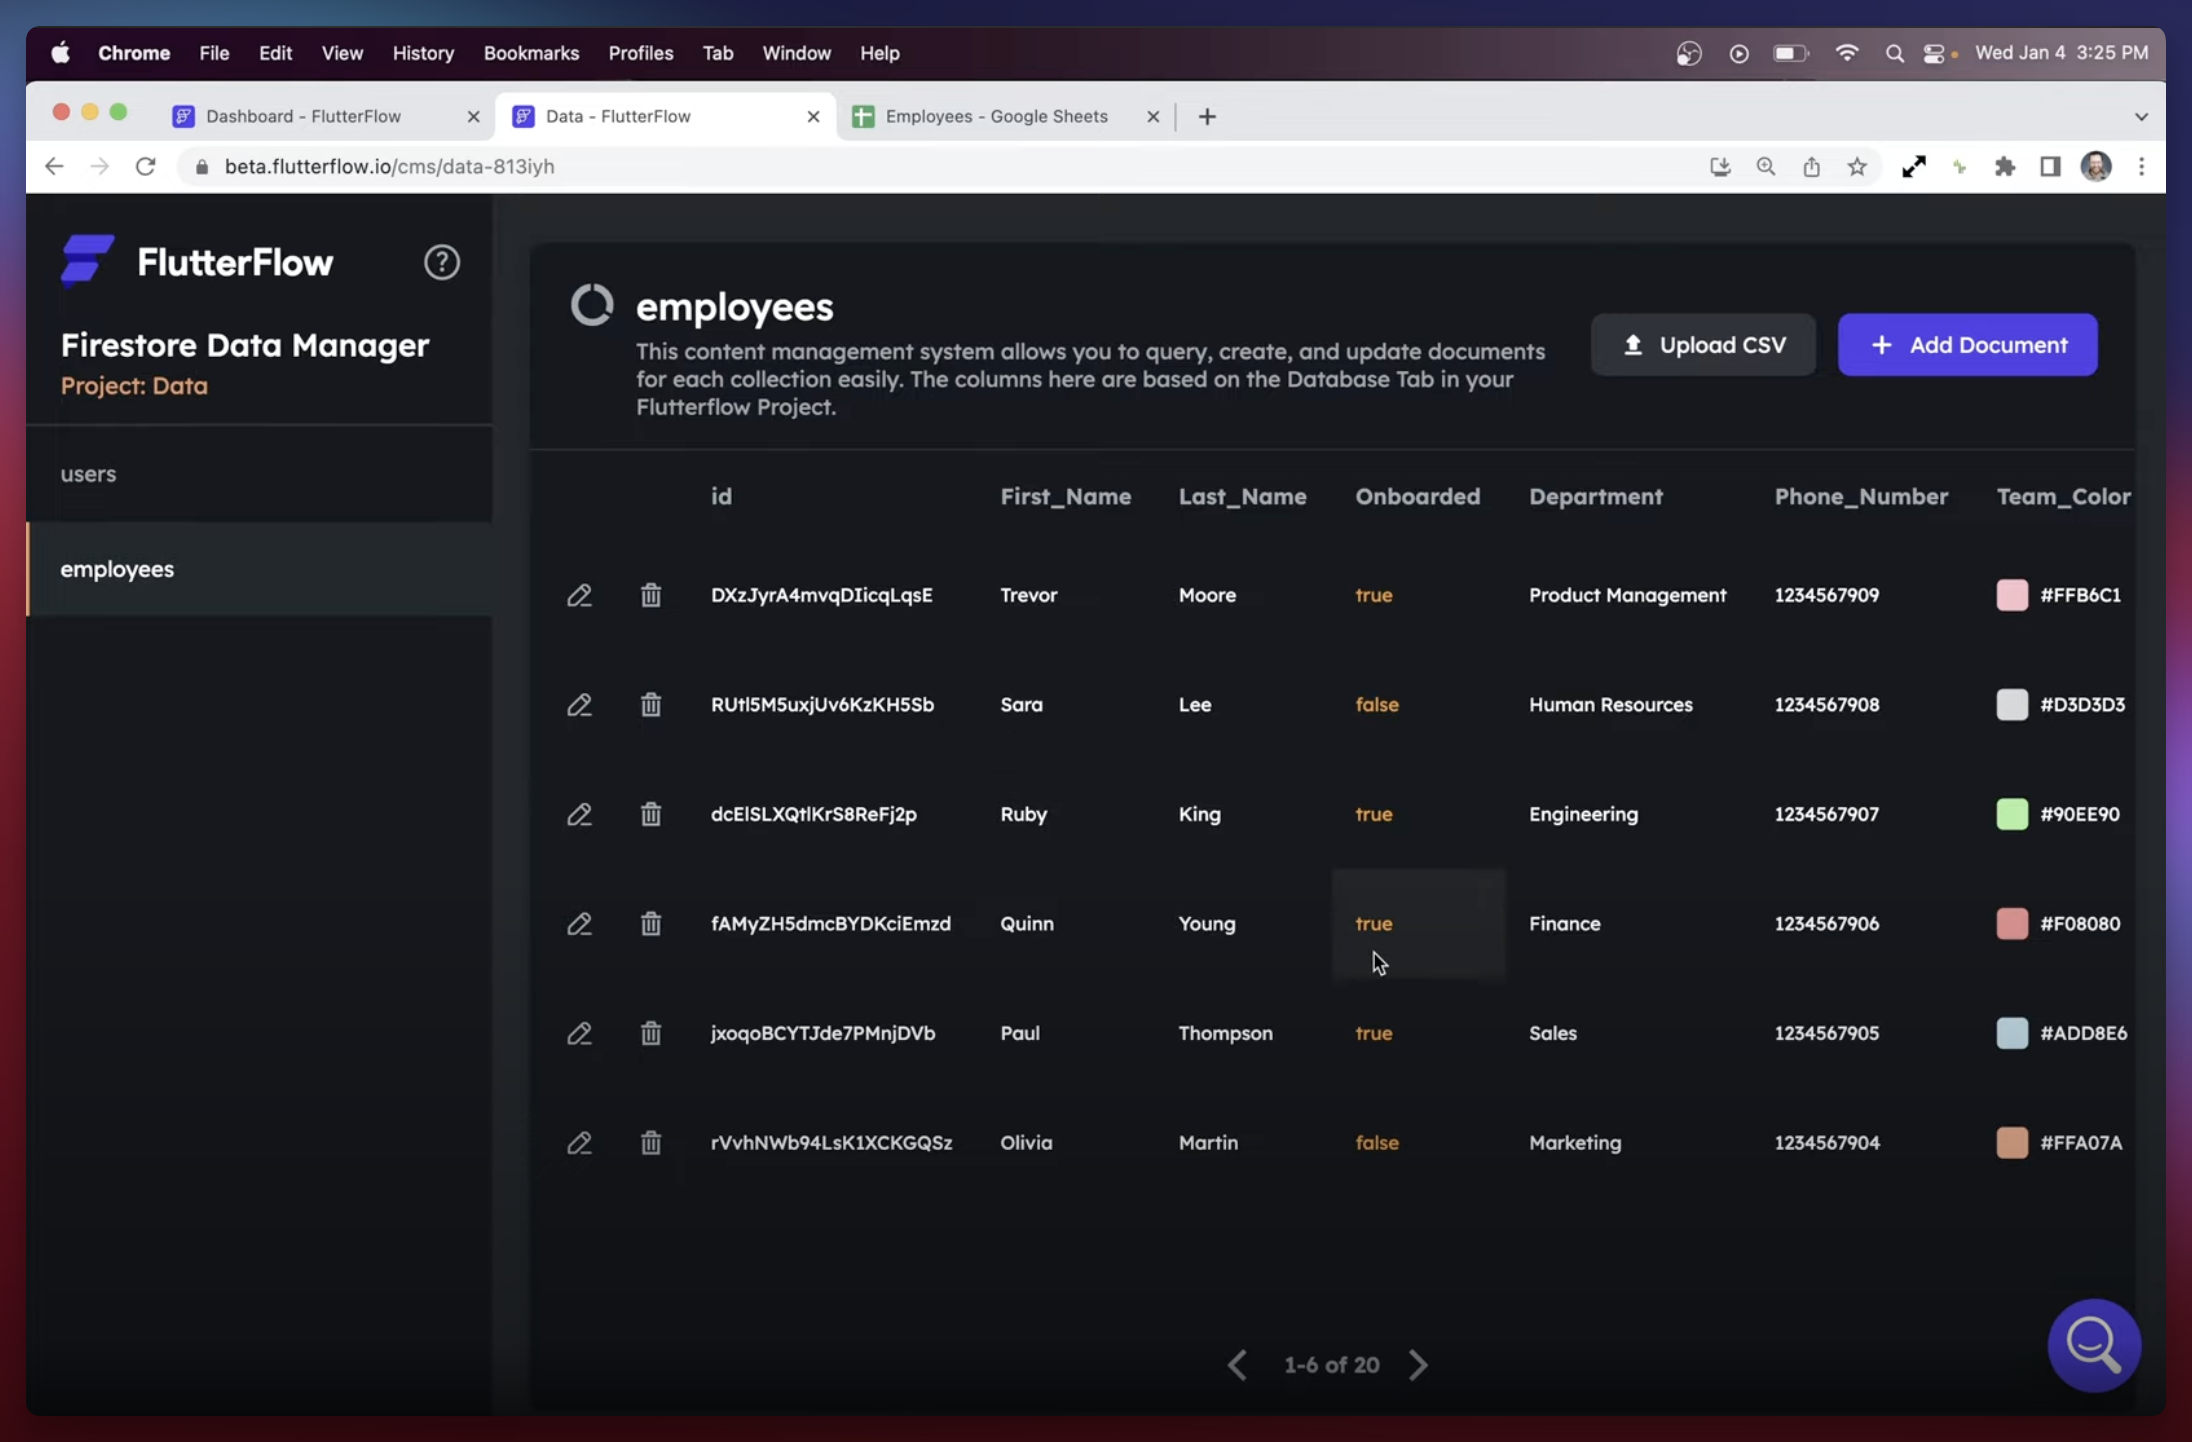 Chrome File Edit View History Bookmarks Profiles Tab Window Help Wed Jan 4 3:25 PM
Dashboard - FlutterFlow Data - FlutterFlow Employees - Google Sheets
beta.flutterflow.io/cms/data-813iyh
FlutterFlow
Firestore Data Manager
Project: Data
users
employees
employees
This content management system allows you to query, create, and update documents
for each collection easily. The columns here are based on the Database Tab in your
Flutterflow Project.
Upload CSV
Add Document
id First_Name Last_Name Onboarded Department Phone_Number Team_Color
DXzJyrA4mvqDIicqLqsE Trevor Moore true Product Management 1234567909 #FFB6C1
RUtl5M5uxjUv6KzKH5Sb Sara Lee false Human Resources 1234567908 #D3D3D3
dcElSLXQtlKrS8ReFj2p Ruby King true Engineering 1234567907 #90EE90
fAMyZH5dmcBYDKciEmzd Quinn Young true Finance 1234567906 #F08080
jxoqoBCYTJde7PMnjDVb Paul Thompson true Sales 1234567905 #ADD8E6
rVvhNWb94LsK1XCKGQSz Olivia Martin false Marketing 1234567904 #FFA07A
1-6 of 20